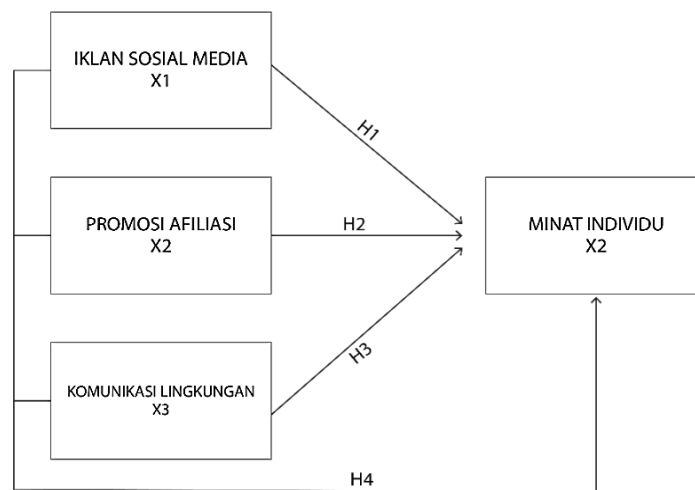 IKLAN SOSIAL MEDIA
X1
H1
PROMOSI AFILIASI
X2
H2
MINAT INDIVIDU
X2
H3
KOMUNIKASI LINGKUNGAN
X3
H4